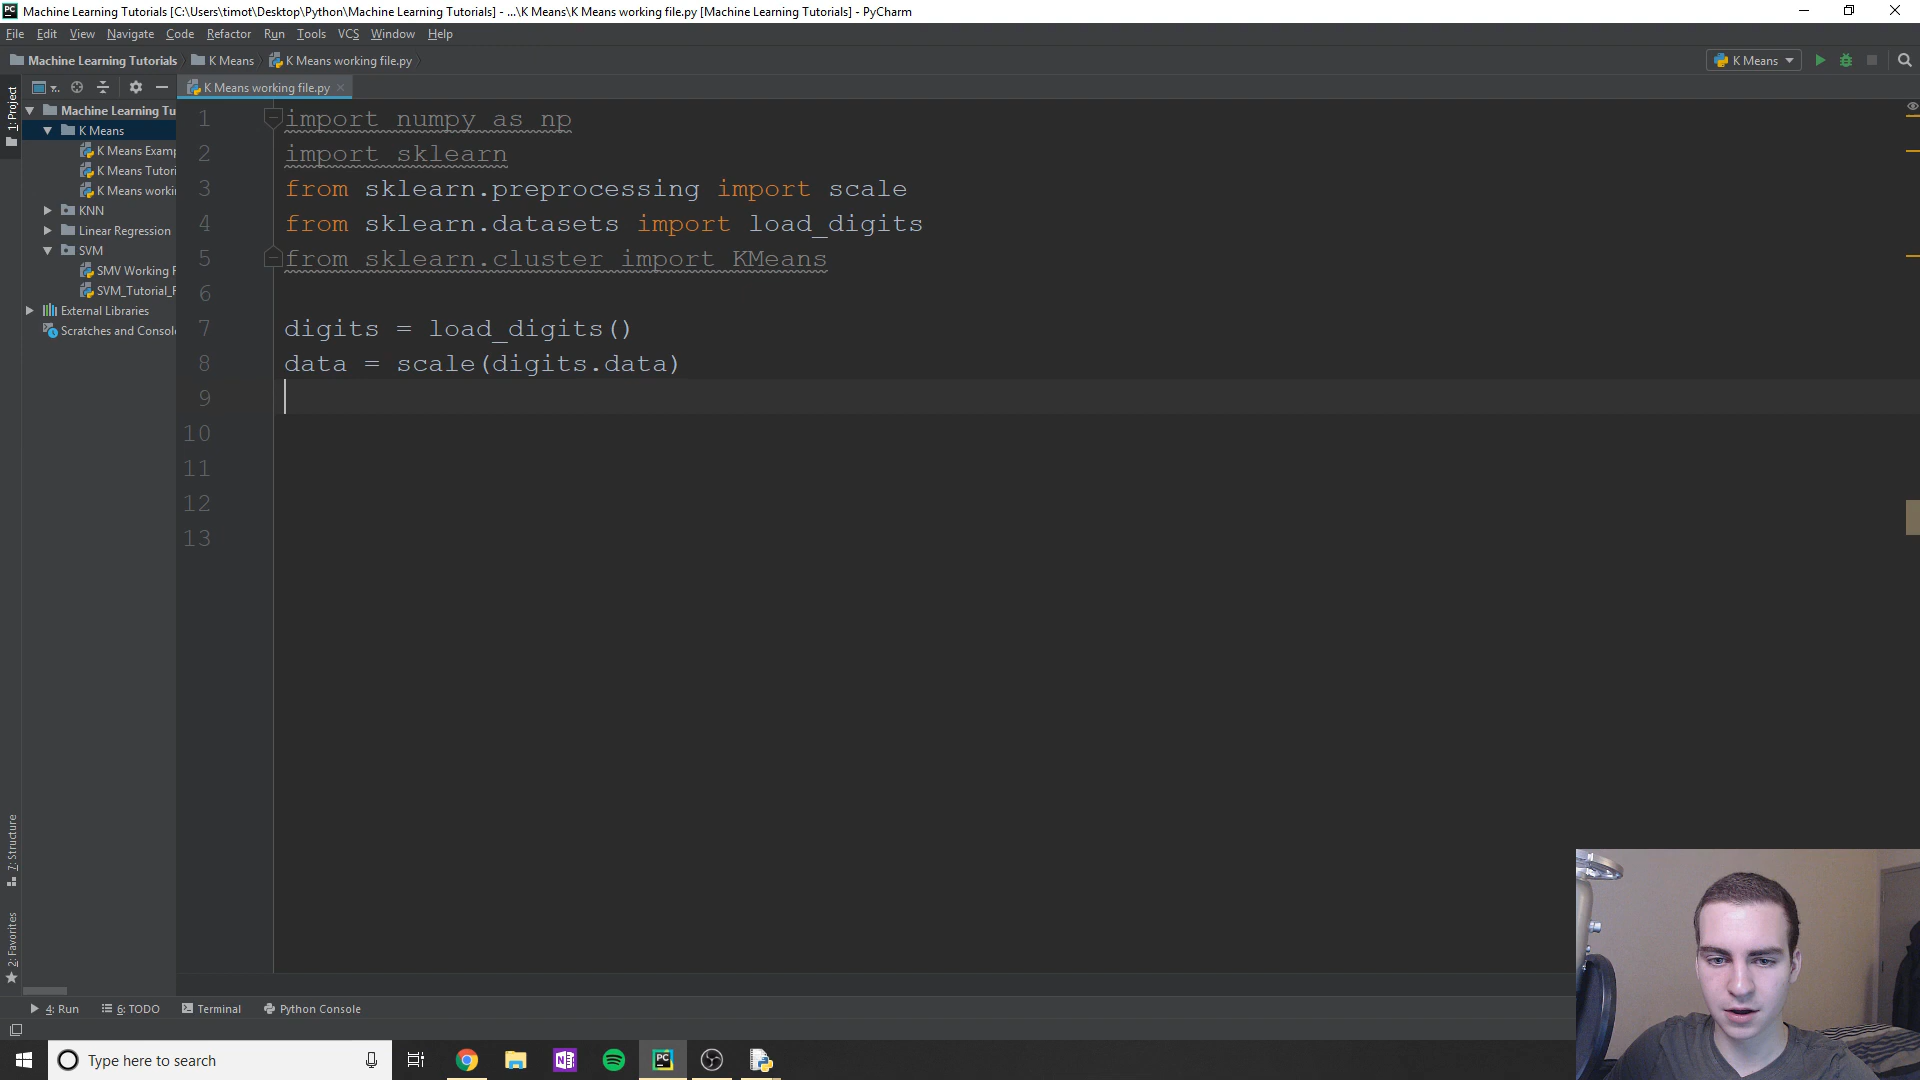 Machine Learning Tutorials [C:\Users\timot\Desktop\Python\Machine Learning Tutorials] - ...\K Means\K Means working file.py [Machine Learning Tutorials] - PyCharm
File Edit View Navigate Code Refactor Run Tools VCS Window Help
Machine Learning Tutorials K Means K Means working file.py K Means
K Means working file.py
1: Project
Machine Learning Tu
K Means
K Means Examp
K Means Tutori
K Means worki
KNN
Linear Regression
SVM
SMV Working F
SVM_Tutorial_F
External Libraries
Scratches and Consol
7: Structure
2: Favorites
1 import numpy as np
2 import sklearn
3 from sklearn.preprocessing import scale
4 from sklearn.datasets import load_digits
5 from sklearn.cluster import KMeans
6
7 digits = load_digits()
8 data = scale(digits.data)
9
10
11
12
13
4: Run 6: TODO Terminal Python Console
Type here to search